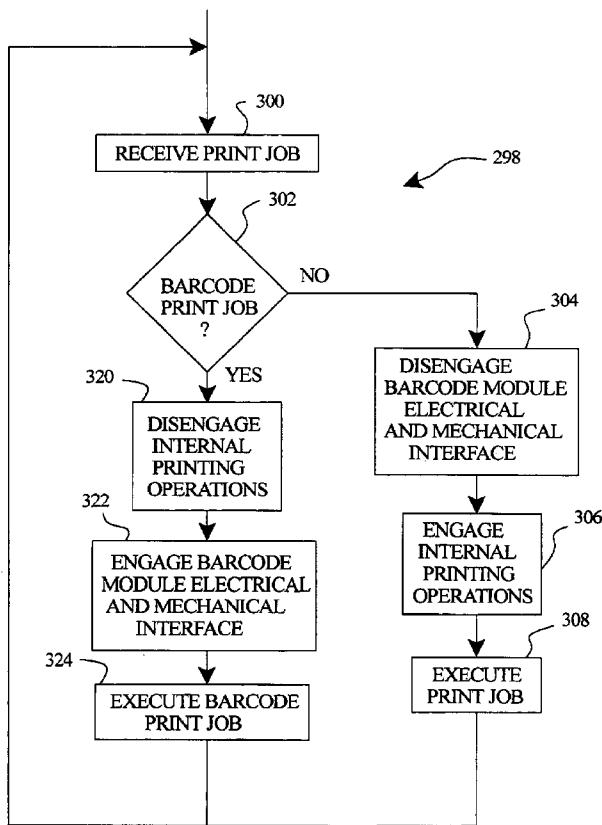 300
RECEIVE PRINT JOB
298
302
BARCODE
PRINT JOB
?
NO
YES
304
DISENGAGE
BARCODE MODULE
ELECTRICAL
AND MECHANICAL
INTERFACE
320
DISENGAGE
INTERNAL
PRINTING
OPERATIONS
322
ENGAGE BARCODE
MODULE ELECTRICAL
AND MECHANICAL
INTERFACE
306
ENGAGE
INTERNAL
PRINTING
OPERATIONS
324
EXECUTE BARCODE
PRINT JOB
308
EXECUTE
PRINT JOB